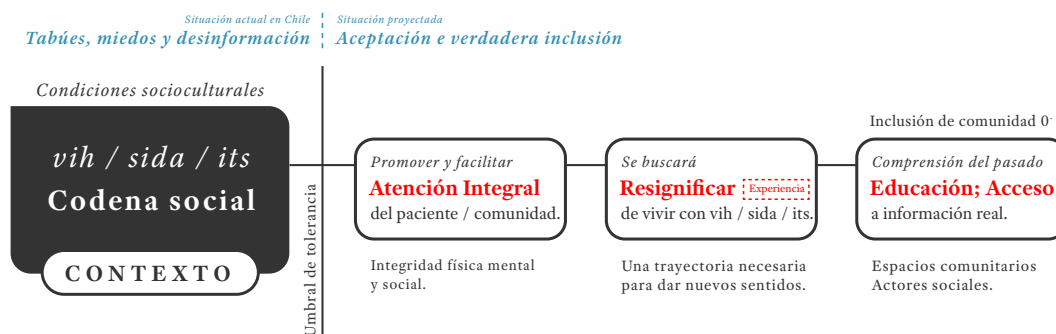 Situación actual en Chile
Tabúes, miedos y desinformación
Situación proyectada
Aceptación e verdadera inclusión
Condiciones socioculturales
vih / sida / its
Codena social
CONTEXTO
Umbral de tolerancia
Promover y facilitar
Atención Integral
del paciente / comunidad.
Integridad física mental
y social.
Se buscará
Resignificar Experiencia
de vivir con vih / sida / its.
Una trayectoria necesaria
para dar nuevos sentidos.
Inclusión de comunidad 0-
Comprensión del pasado
Educación; Acceso
a información real.
Espacios comunitarios
Actores sociales.